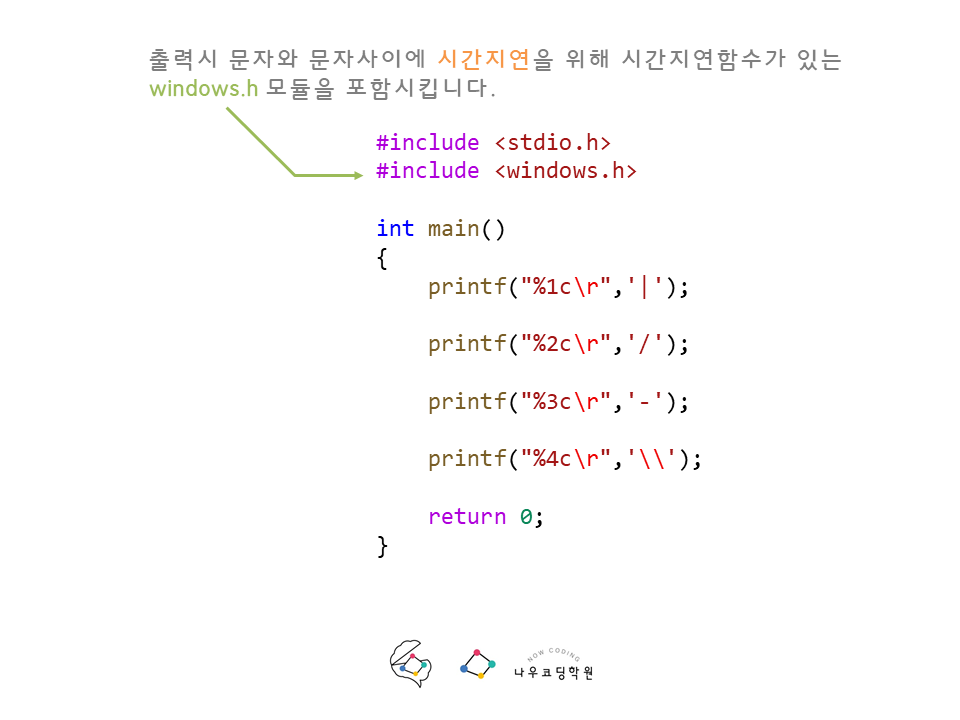 출력시 문자와 문자사이에 시간지연을 위해 시간지연함수가 있는
windows.h 모듈을 포함시킵니다.
#include <stdio.h>
#include <windows.h>
int main()
{
    printf("%1c\r",'|');
    printf("%2c\r",'/');
    printf("%3c\r",'-');
    printf("%4c\r",'\\');
    return 0;
}
NOW CODING
나우코딩학원